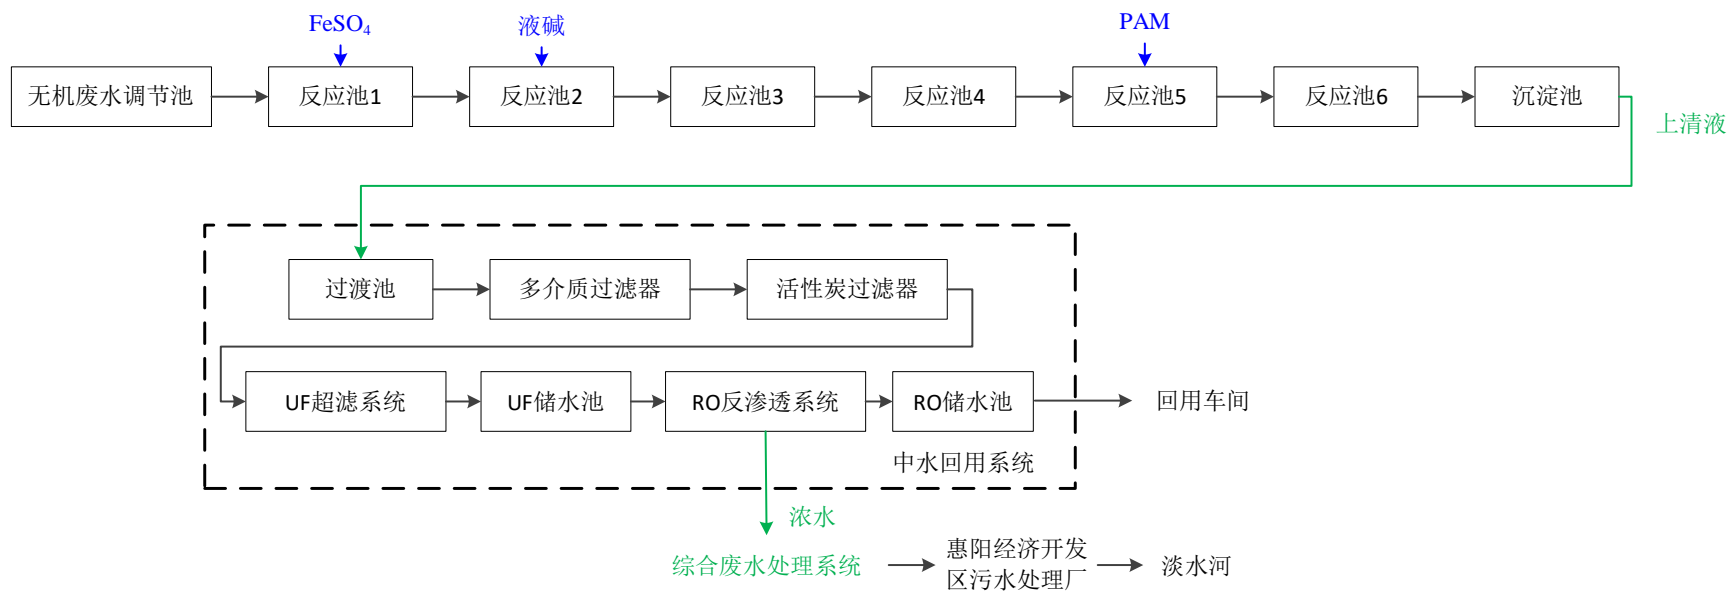 FeSO₄
液碱
PAM
无机废水调节池
反应池1
反应池2
反应池3
反应池4
反应池5
反应池6
沉淀池
上清液
过渡池
多介质过滤器
活性炭过滤器
UF超滤系统
UF储水池
RO反渗透系统
RO储水池
回用车间
中水回用系统
浓水
综合废水处理系统
惠阳经济开发
区污水处理厂
淡水河